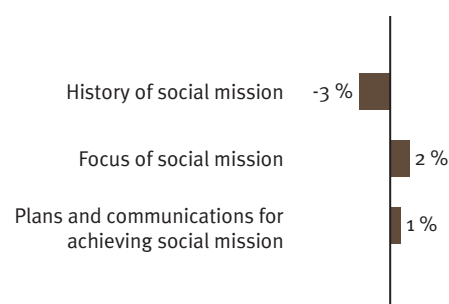 History of social mission -3 %
Focus of social mission 2 %
Plans and communications for
achieving social mission 1 %